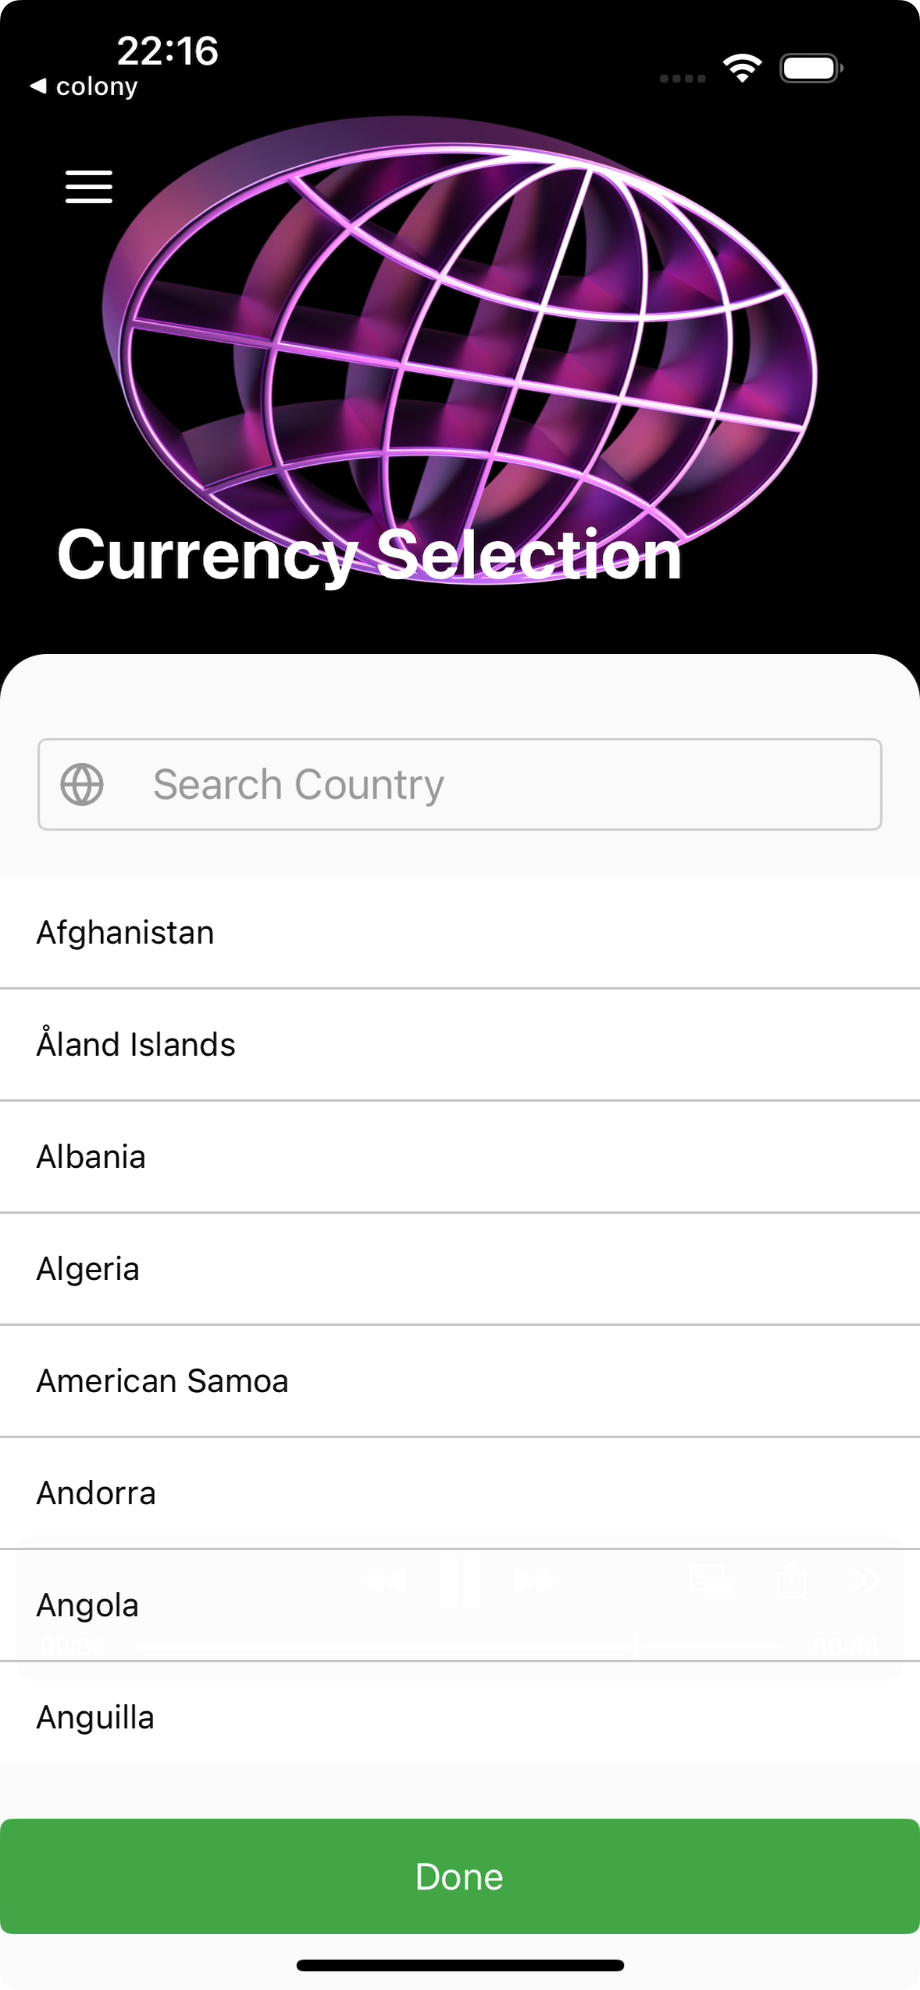 22:16
colony
Currency Selection
Search Country
Afghanistan
Åland Islands
Albania
Algeria
American Samoa
Andorra
Angola
Anguilla
Done